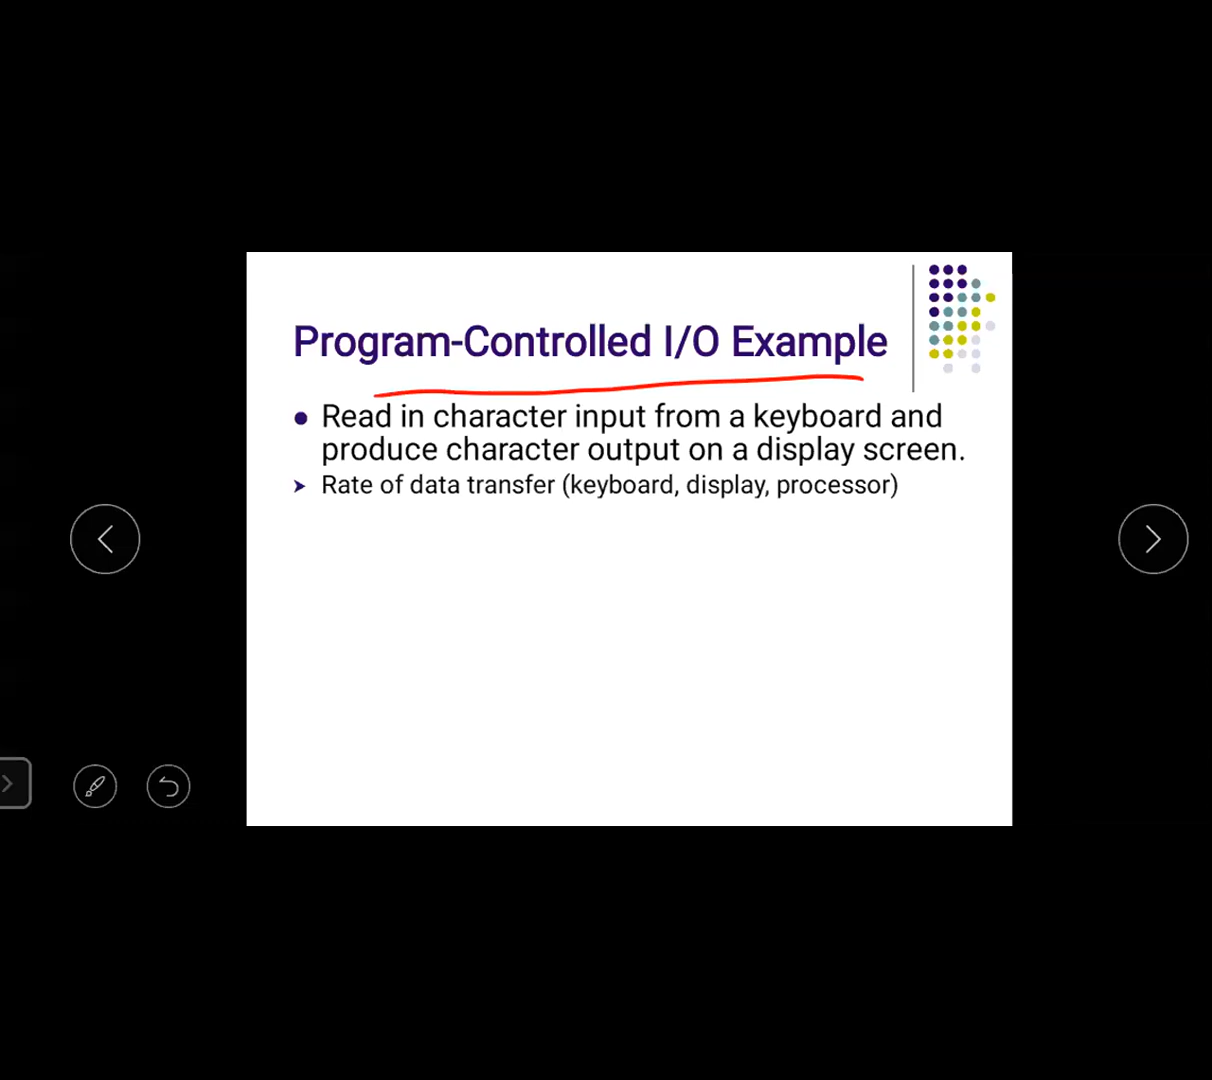 Program-Controlled I/O Example
Read in character input from a keyboard and
produce character output on a display screen.
Rate of data transfer (keyboard, display, processor)